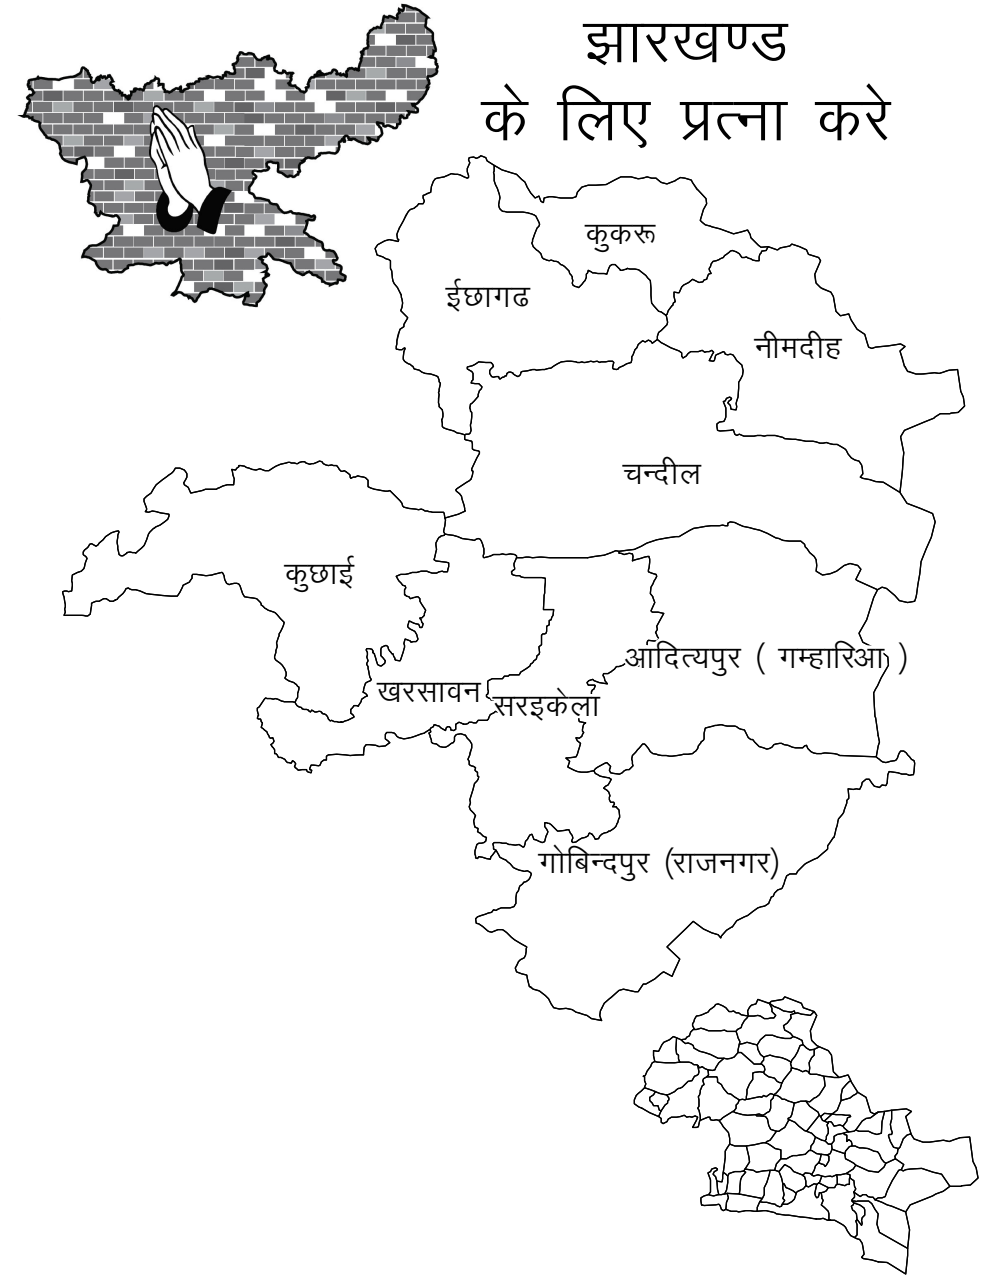 झारखण्ड
के लिए प्रत्ना करे
कुकरू
ईछागढ
नीमदीह
चन्दील
कुछाई
आदित्यपुर ( गम्हारिआ )
खरसावन
सरइकेला
गोबिन्दपुर (राजनगर)